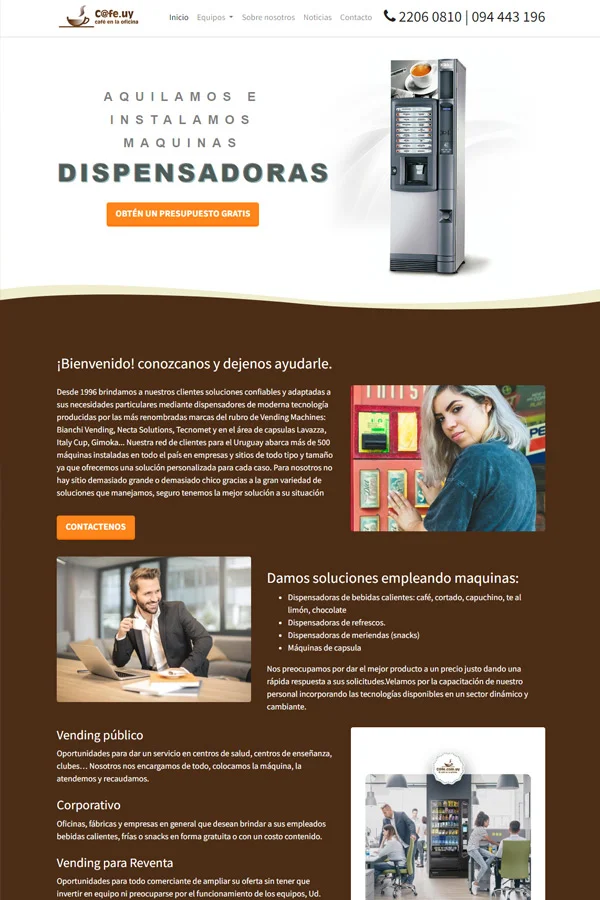 C@fe.uy
café en la oficina
Inicio
Equipos
Sobre nosotros
Noticias
Contacto
2206 0810 | 094 443 196
AQUILAMOS E
INSTALAMOS
MAQUINAS
DISPENSADORAS
OBTÉN UN PRESUPUESTO GRATIS
¡Bienvenido! conozcanos y dejenos ayudarle.
Desde 1996 brindamos a nuestros clientes soluciones confiables y adaptadas a
sus necesidades particulares mediante dispensadores de moderna tecnología
producidas por las más renombradas marcas del rubro de Vending Machines:
Bianchi Vending, Necta Solutions, Tecnomet y en el área de capsulas Lavazza,
Italy Cup, Gimoka... Nuestra red de clientes para el Uruguay abarca más de 500
máquinas instaladas en todo el país en empresas y sitios de todo tipo y tamaño
ya que ofrecemos una solución personalizada para cada caso. Para nosotros no
hay sitio demasiado grande o demasiado chico gracias a la gran variedad de
soluciones que manejamos, seguro tenemos la mejor solución a su situación
CONTACTENOS
PEPSI
Damos soluciones empleando maquinas:
Dispensadoras de bebidas calientes: café, cortado, capuchino, te al
limón, chocolate
Dispensadoras de refrescos.
Dispensadoras de meriendas (snacks)
Máquinas de capsula
Nos preocupamos por dar el mejor producto a un precio justo dando una
rápida respuesta a sus solicitudes.Velamos por la capacitación de nuestro
personal incorporando las tecnologías disponibles en un sector dinámico y
cambiante.
Vending público
Oportunidades para dar un servicio en centros de salud, centros de enseñanza,
clubes… Nosotros nos encargamos de todo, colocamos la máquina, la
atendemos y recaudamos.
Corporativo
Oficinas, fábricas y empresas en general que desean brindar a sus empleados
bebidas calientes, frías o snacks en forma gratuita o con un costo contenido.
Vending para Reventa
Oportunidades para todo comerciante de ampliar su oferta sin tener que
invertir en equipo ni preocuparse por el funcionamiento de los equipos, Ud.